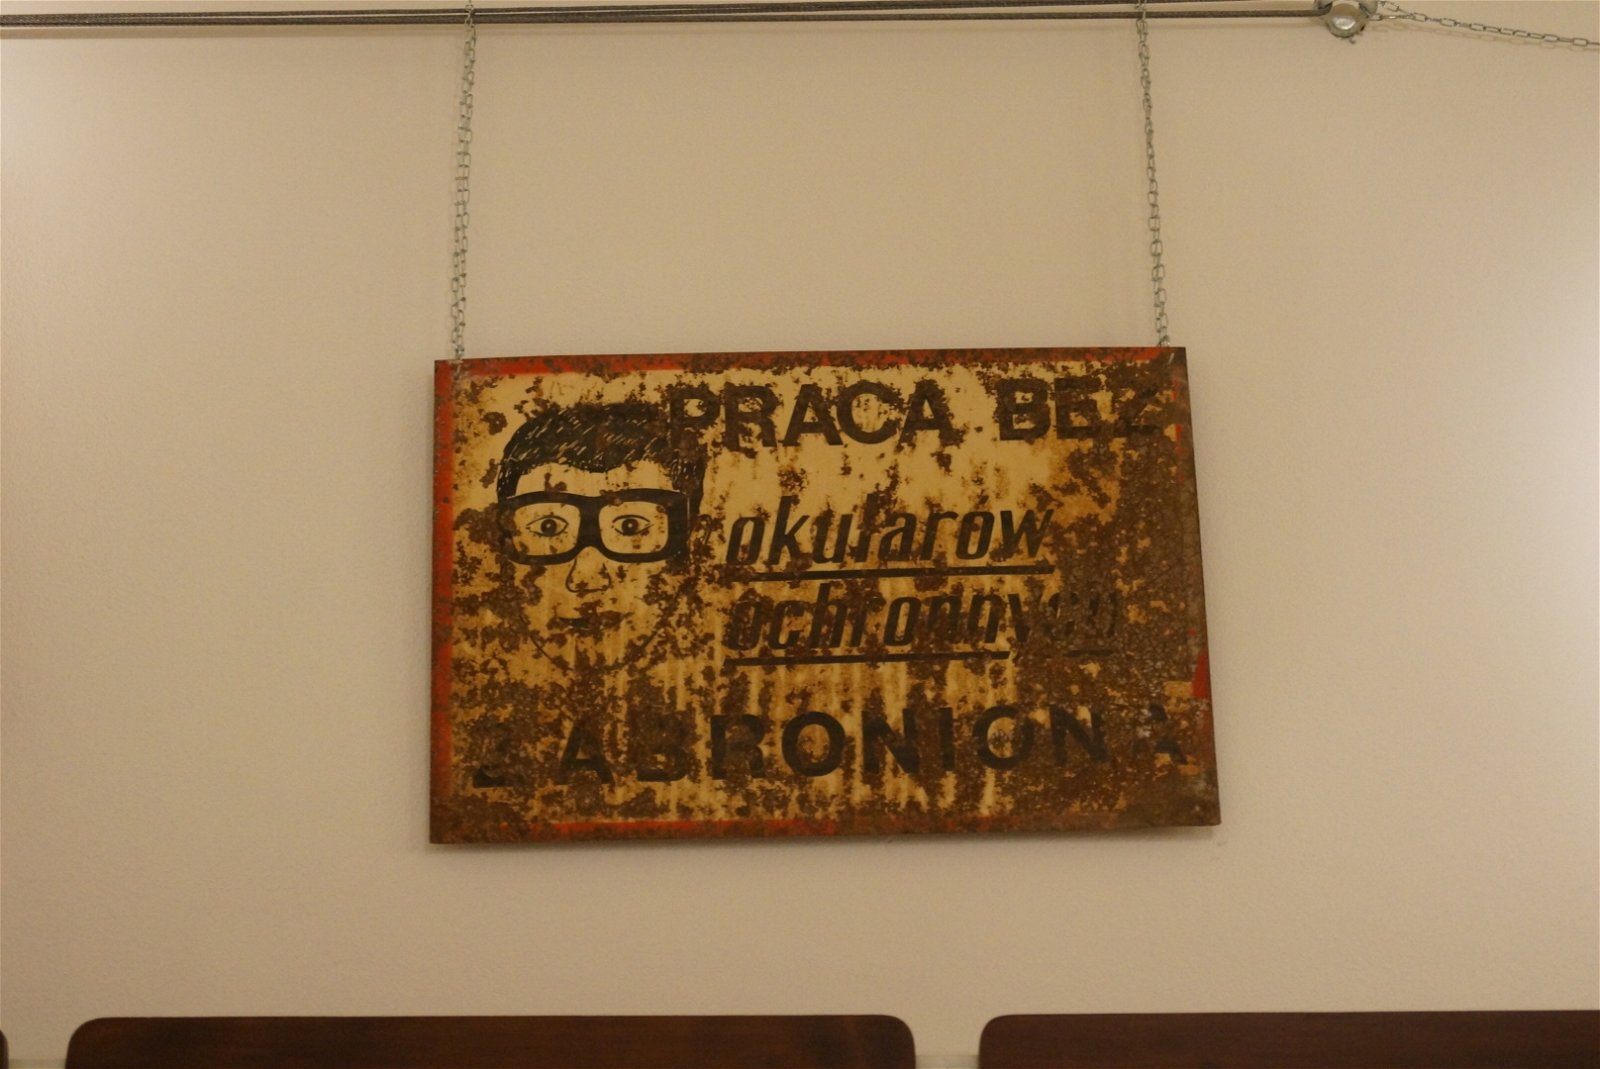 PRACA BEZ
okularów
ochronnych
ZABRONIONA